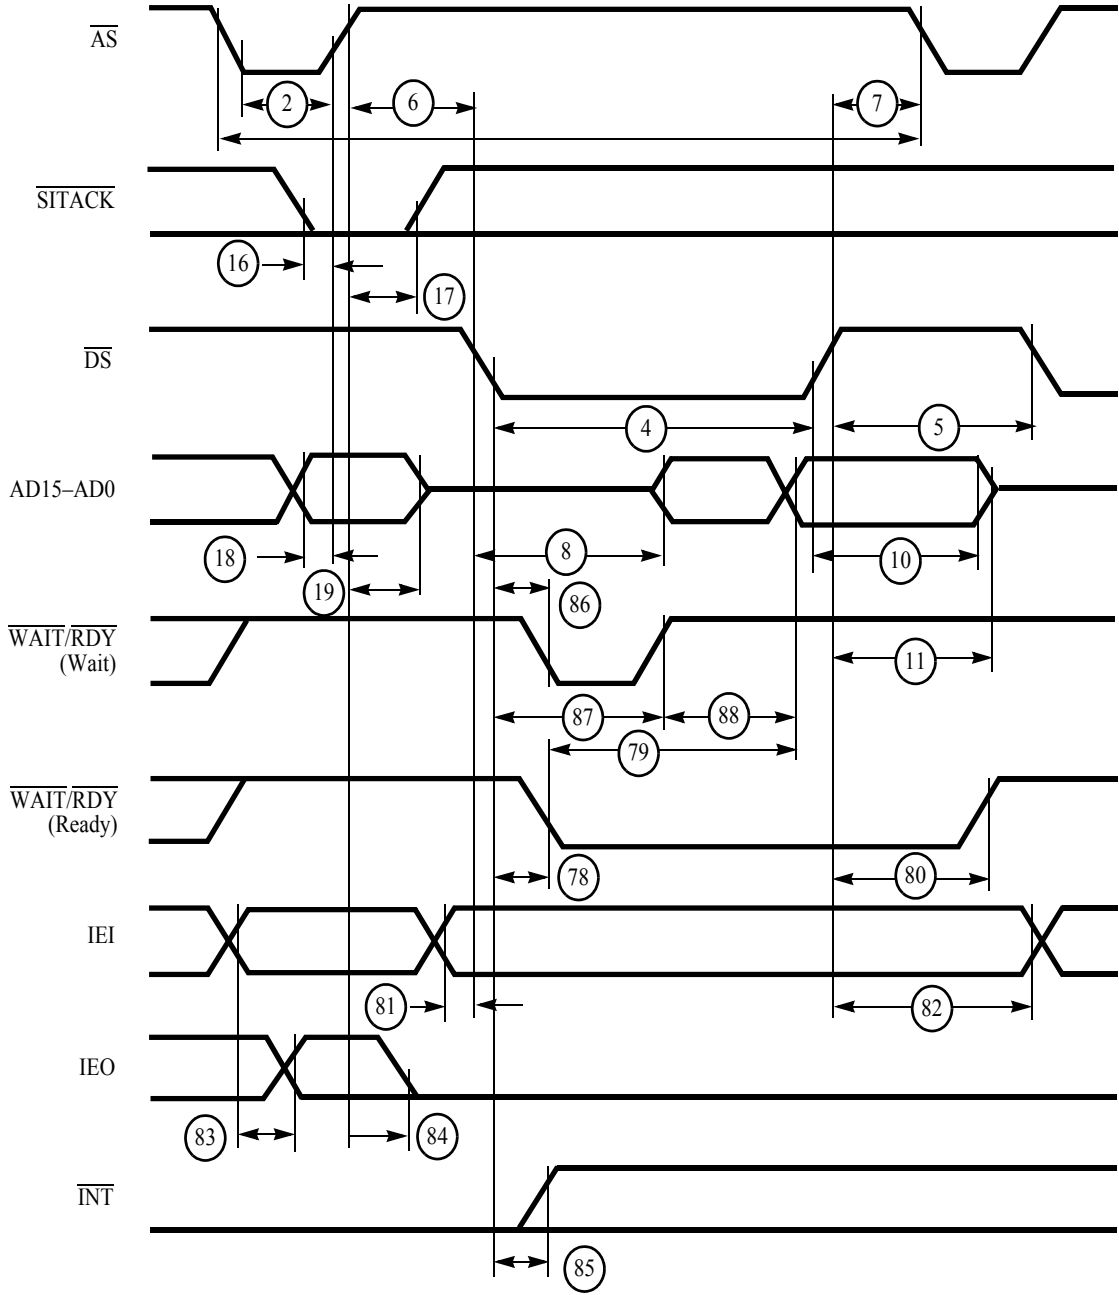 AS
2
6
7
SITACK
16
17
DS
4
5
AD15–AD0
18
8
10
19
86
WAIT/RDY
(Wait)
11
87
88
79
WAIT/RDY
(Ready)
78
80
IEI
81
82
IEO
83
84
INT
85